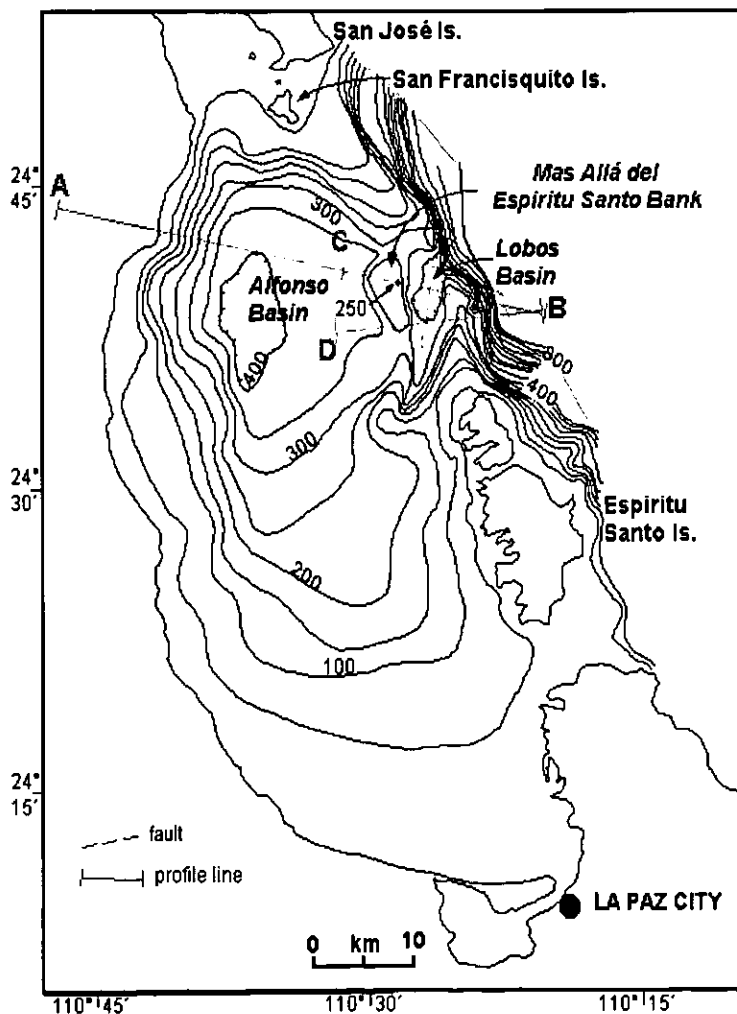 San José Is.
San Francisquito Is.
24°
45'
A
Mas Allá del
Espiritu Santo Bank
300
C
Lobos
Basin
Alfonso
Basin
250
B
D
400
800
400
300
24°
30'
Espiritu
Santo Is.
200
100
24°
15'
fault
profile line
LA PAZ CITY
0 km 10
110°45'
110°30'
110°15'